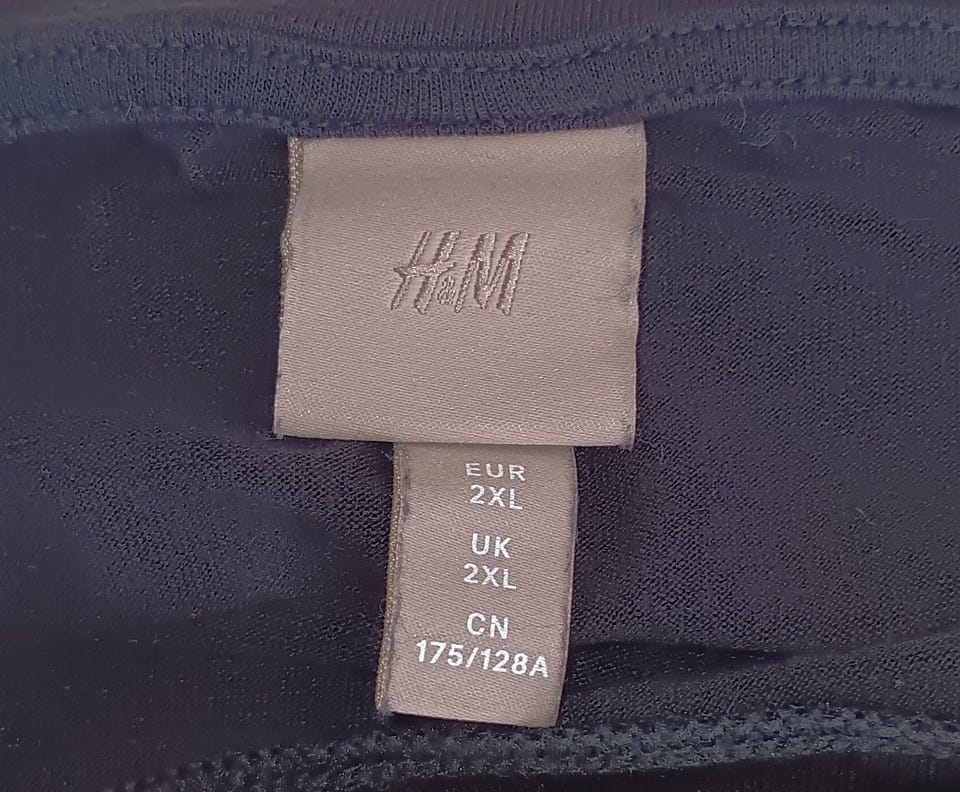 H&M
EUR
2XL
UK
2XL
CN
175/128A